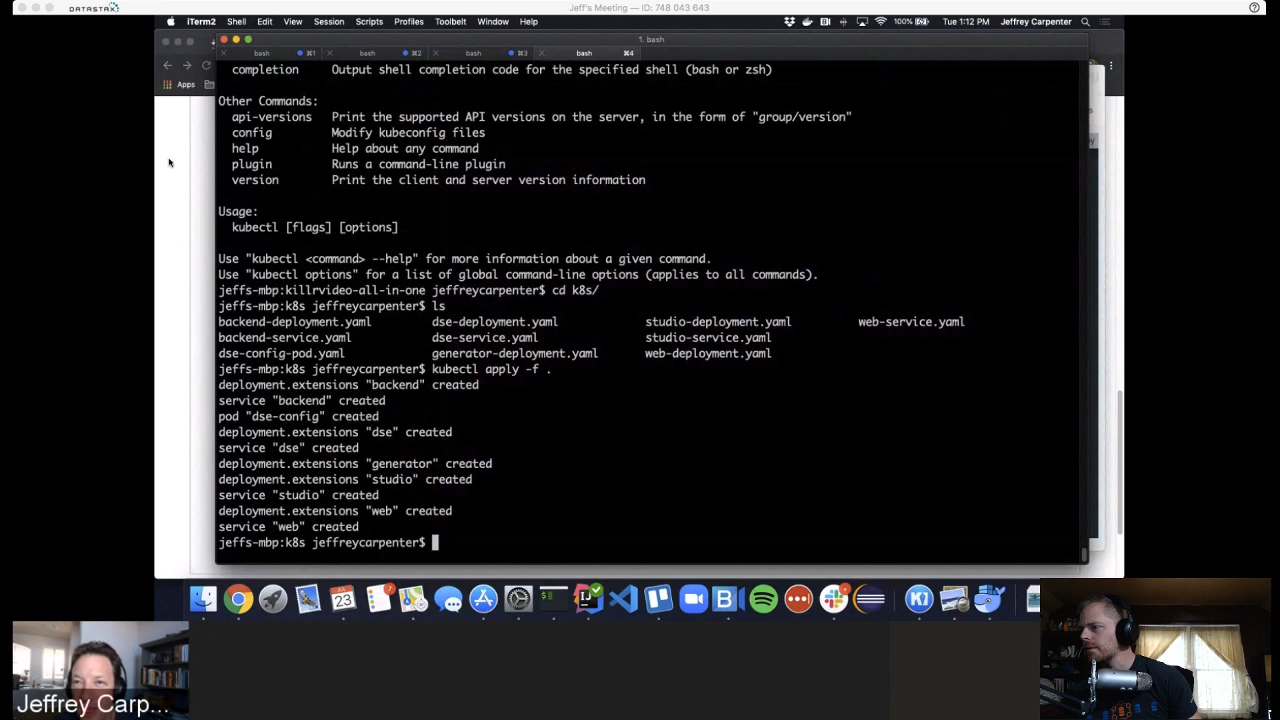 DATASTAX
Jeff's Meeting — ID: 748 043 643
iTerm2 Shell Edit View Session Scripts Profiles Toolbelt Window Help 100% Tue 1:12 PM Jeffrey Carpenter
1. bash
bash ⌘1 bash ⌘2 bash ⌘3 bash ⌘4
Apps
completion Output shell completion code for the specified shell (bash or zsh)
Other Commands:
api-versions Print the supported API versions on the server, in the form of "group/version"
config Modify kubeconfig files
help Help about any command
plugin Runs a command-line plugin
version Print the client and server version information
Usage:
kubectl [flags] [options]
Use "kubectl <command> --help" for more information about a given command.
Use "kubectl options" for a list of global command-line options (applies to all commands).
jeffs-mbp:killrvideo-all-in-one jeffreycarpenter$ cd k8s/
jeffs-mbp:k8s jeffreycarpenter$ ls
backend-deployment.yaml dse-deployment.yaml studio-deployment.yaml web-service.yaml
backend-service.yaml dse-service.yaml studio-service.yaml
dse-config-pod.yaml generator-deployment.yaml web-deployment.yaml
jeffs-mbp:k8s jeffreycarpenter$ kubectl apply -f .
deployment.extensions "backend" created
service "backend" created
pod "dse-config" created
deployment.extensions "dse" created
service "dse" created
deployment.extensions "generator" created
deployment.extensions "studio" created
service "studio" created
deployment.extensions "web" created
service "web" created
jeffs-mbp:k8s jeffreycarpenter$
23
7
Jeffrey Carp...